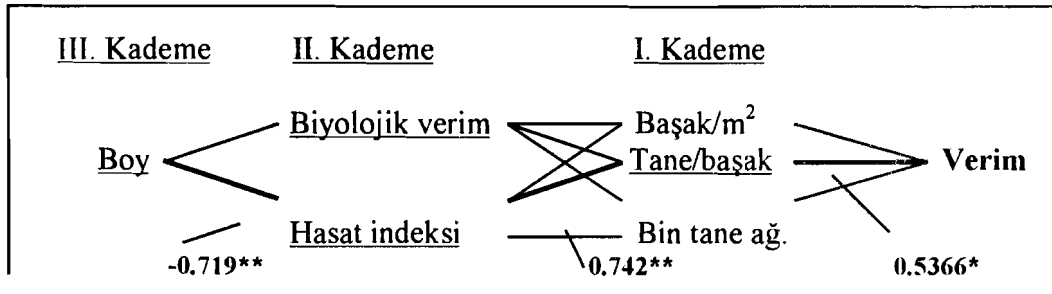 III. Kademe II. Kademe I. Kademe
Biyolojik verim Başak/m²
Boy Tane/başak Verim
Hasat indeksi Bin tane ağ.
-0.719** 0.742** 0.5366*